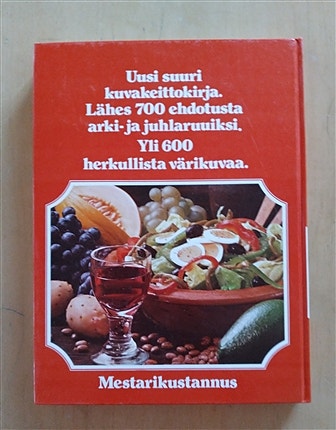 Uusi suuri
kuvakeittokirja.
Lähes 700 ehdotusta
arki- ja juhlaruuiksi.
Yli 600
herkullista värikuvaa.
Mestarikustannus